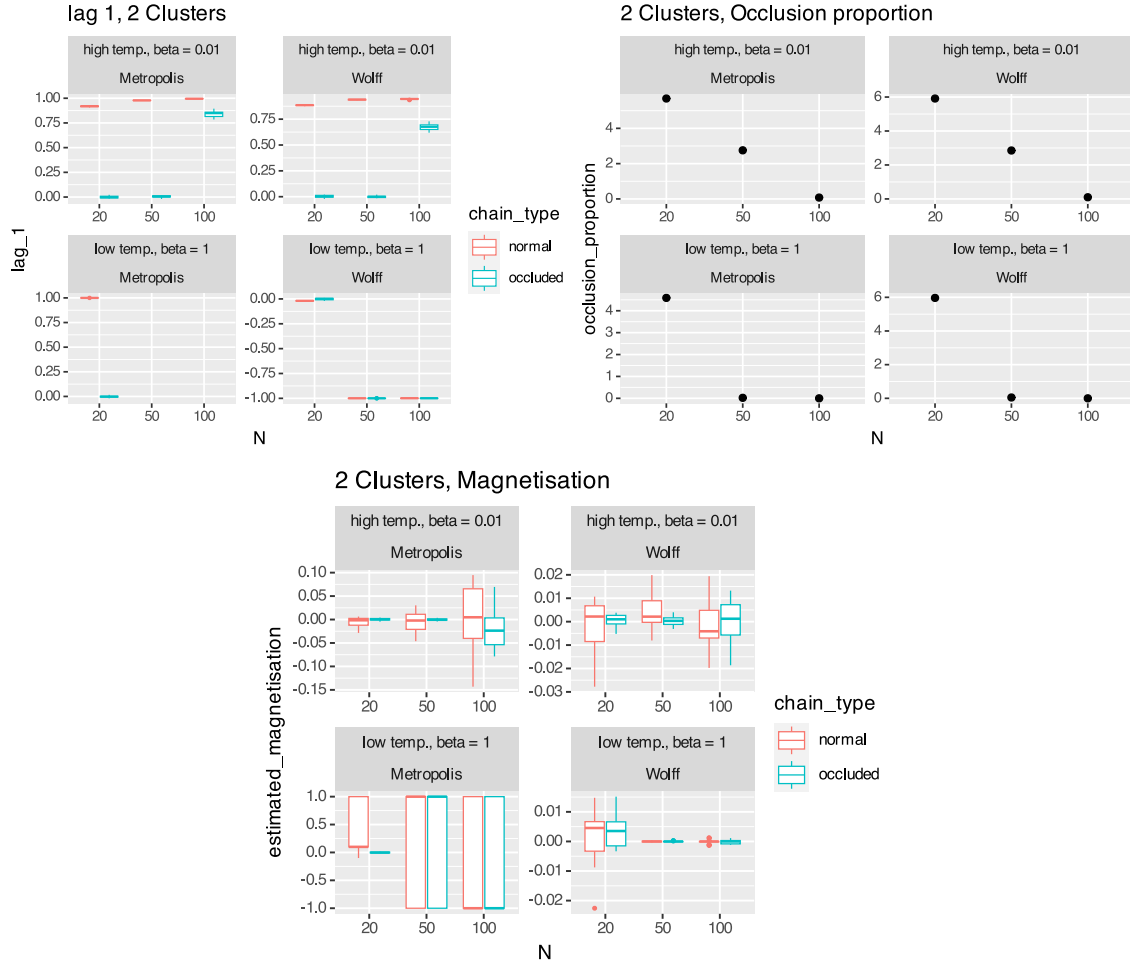 lag 1, 2 Clusters
high temp., beta = 0.01
high temp., beta = 0.01
Metropolis
Wolff
1.00
0.75
0.50
0.25
0.00
0.75
0.50
0.25
0.00
20
50
100
20
50
100
low temp., beta = 1
low temp., beta = 1
Metropolis
Wolff
1.00
0.75
0.50
0.25
0.00
0.00
-0.25
-0.50
-0.75
-1.00
20
50
100
20
50
100
lag_1
N
chain_type
normal
occluded
2 Clusters, Occlusion proportion
high temp., beta = 0.01
high temp., beta = 0.01
Metropolis
Wolff
4
2
0
6
4
2
0
20
50
100
20
50
100
low temp., beta = 1
low temp., beta = 1
Metropolis
Wolff
4
3
2
1
0
6
4
2
0
20
50
100
20
50
100
occlusion_proportion
N
2 Clusters, Magnetisation
high temp., beta = 0.01
high temp., beta = 0.01
Metropolis
Wolff
0.10
0.05
0.00
-0.05
-0.10
-0.15
0.02
0.01
0.00
-0.01
-0.02
-0.03
20
50
100
20
50
100
low temp., beta = 1
low temp., beta = 1
Metropolis
Wolff
1.0
0.5
0.0
-0.5
-1.0
0.01
0.00
-0.01
-0.02
20
50
100
20
50
100
estimated_magnetisation
N
chain_type
normal
occluded